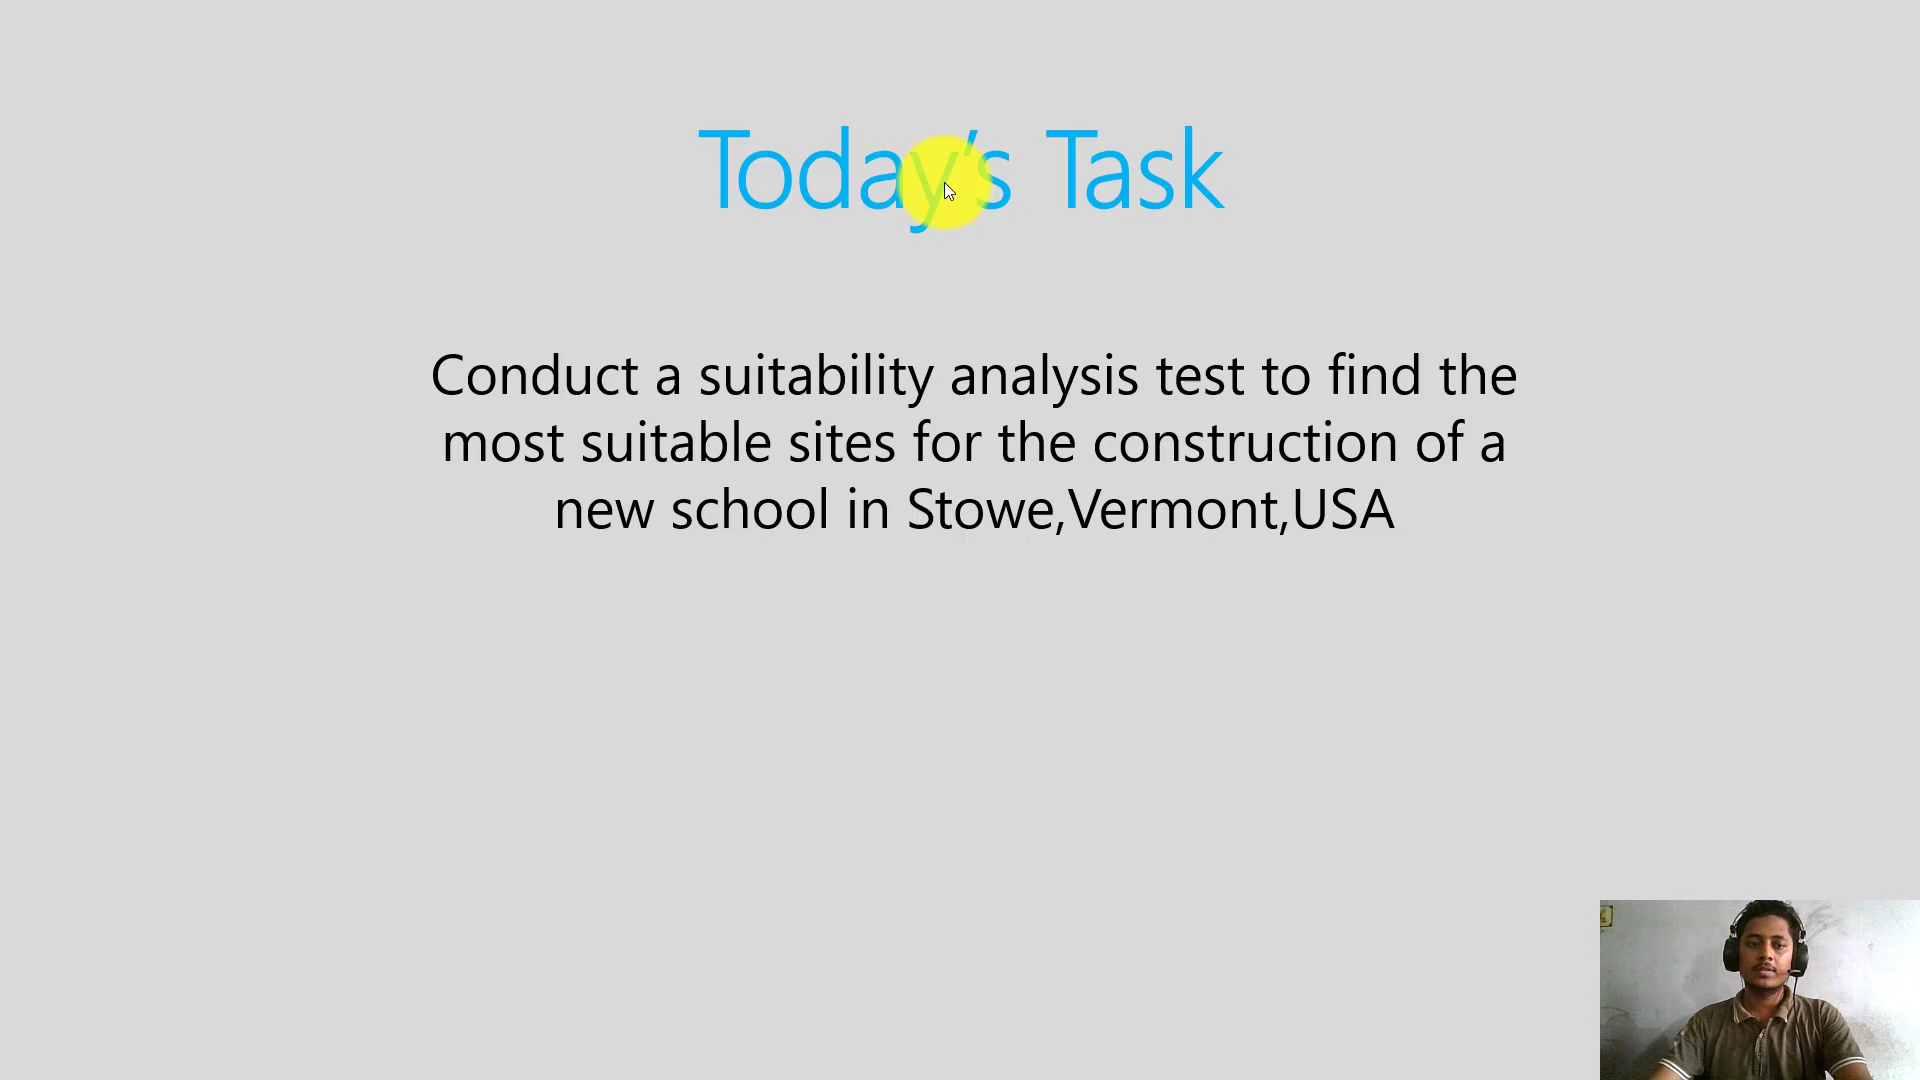 Today's Task
Conduct a suitability analysis test to find the
most suitable sites for the construction of a
new school in Stowe,Vermont,USA